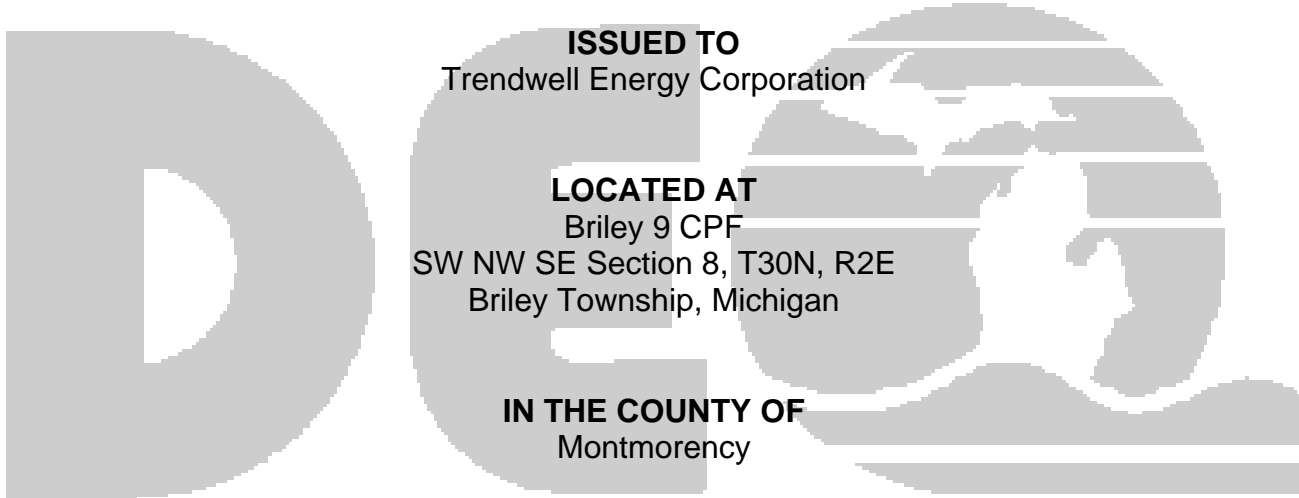 DEQ
ISSUED TO
Trendwell Energy Corporation
LOCATED AT
Briley 9 CPF
SW NW SE Section 8, T30N, R2E
Briley Township, Michigan
IN THE COUNTY OF
Montmorency